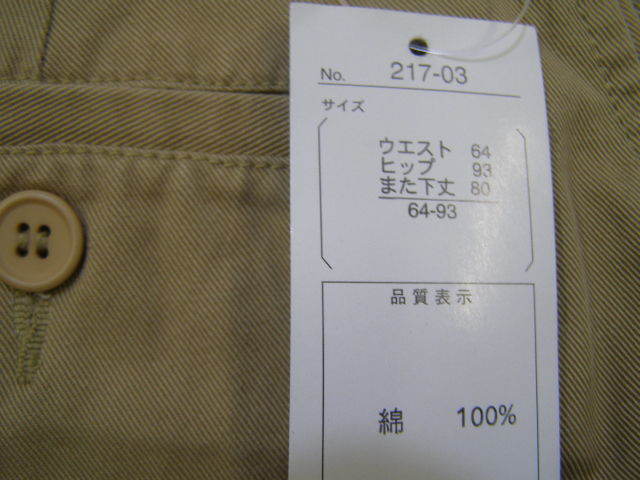 No. 217-03
サイズ
ウエスト 64
ヒップ 93
また下丈 80
64-93
品質表示
綿 100%